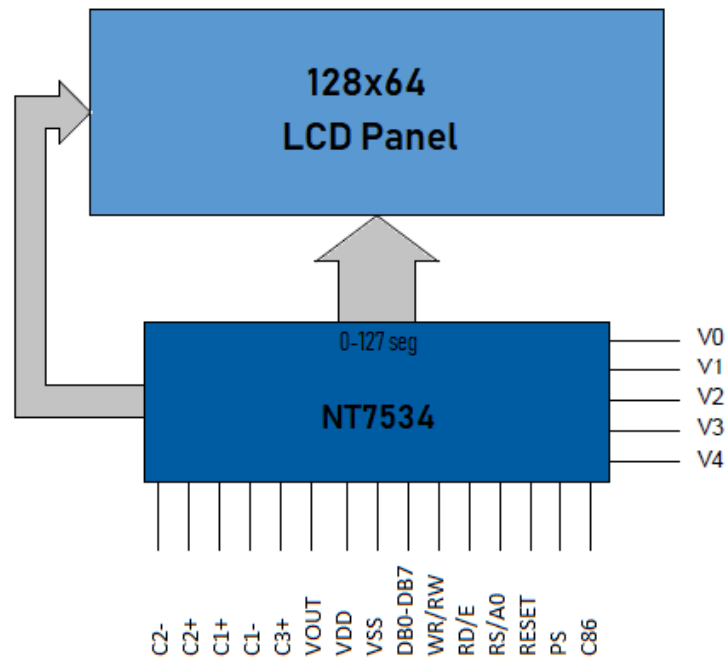 128x64
LCD Panel
0-127 seg
NT7534
V0
V1
V2
V3
V4
C2-
C2+
C1+
C1-
C3+
VOUT
VDD
VSS
DB0-DB7
WR/RW
RD/E
RS/A0
RESET
PS
C86